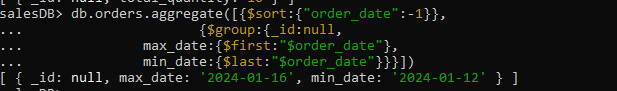 salesDB> db.orders.aggregate([{$sort:{"order_date":-1}},
... {$group:{_id:null,
... max_date:{$first:"$order_date"},
... min_date:{$last:"$order_date"}}}])
[ { _id: null, max_date: '2024-01-16', min_date: '2024-01-12' } ]